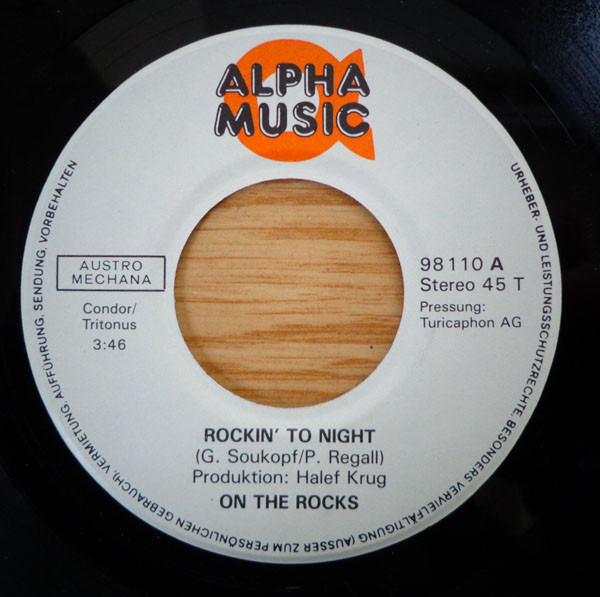 ALPHA
MUSIC
AUSTRO
MECHANA
Condor/
Tritonus
3:46
98110 A
Stereo 45 T
Pressung:
Turicaphon AG
ROCKIN' TO NIGHT
(G. Soukopf/P. Regall)
Produktion: Halef Krug
ON THE ROCKS
URHEBER- UND LEISTUNGSSCHUTZRECHTE, BESONDERS VERVIELFÄLTIGUNG (AUSSER ZUM PERSÖNLICHEN GEBRAUCH), VERMIETUNG, AUFFÜHRUNG, SENDUNG, VORBEHALTEN